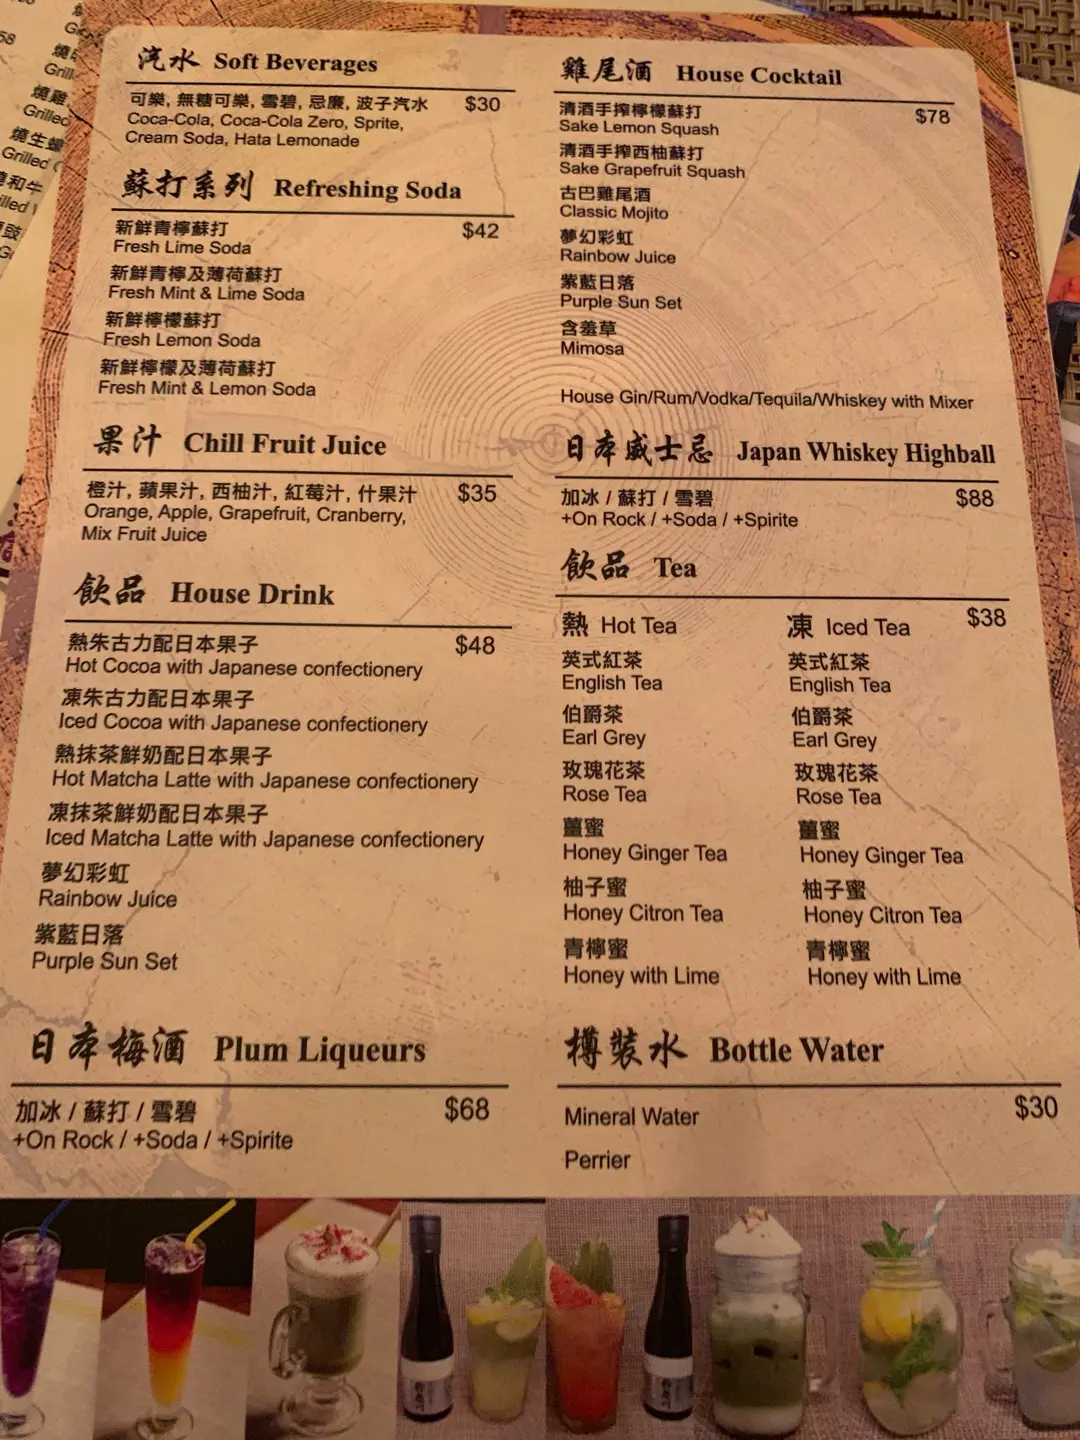 汽水 Soft Beverages
可樂, 無糖可樂, 雪碧, 忌廉, 波子汽水 $30
Coca-Cola, Coca-Cola Zero, Sprite,
Cream Soda, Hata Lemonade
蘇打系列 Refreshing Soda
新鮮青檸蘇打 $42
Fresh Lime Soda
新鮮青檸及薄荷蘇打
Fresh Mint & Lime Soda
新鮮檸檬蘇打
Fresh Lemon Soda
新鮮檸檬及薄荷蘇打
Fresh Mint & Lemon Soda
果汁 Chill Fruit Juice
橙汁, 蘋果汁, 西柚汁, 紅莓汁, 什果汁 $35
Orange, Apple, Grapefruit, Cranberry,
Mix Fruit Juice
飲品 House Drink
熱朱古力配日本果子 $48
Hot Cocoa with Japanese confectionery
凍朱古力配日本果子
Iced Cocoa with Japanese confectionery
熱抹茶鮮奶配日本果子
Hot Matcha Latte with Japanese confectionery
凍抹茶鮮奶配日本果子
Iced Matcha Latte with Japanese confectionery
夢幻彩虹
Rainbow Juice
紫藍日落
Purple Sun Set
日本梅酒 Plum Liqueurs
加冰 / 蘇打 / 雪碧 $68
+On Rock / +Soda / +Spirite
雞尾酒 House Cocktail
清酒手搾檸檬蘇打 $78
Sake Lemon Squash
清酒手搾西柚蘇打
Sake Grapefruit Squash
古巴雞尾酒
Classic Mojito
夢幻彩虹
Rainbow Juice
紫藍日落
Purple Sun Set
含羞草
Mimosa
House Gin/Rum/Vodka/Tequila/Whiskey with Mixer
日本威士忌 Japan Whiskey Highball
加冰 / 蘇打 / 雪碧 $88
+On Rock / +Soda / +Spirite
飲品 Tea
熱 Hot Tea 凍 Iced Tea $38
英式紅茶 英式紅茶
English Tea English Tea
伯爵茶 伯爵茶
Earl Grey Earl Grey
玫瑰花茶 玫瑰花茶
Rose Tea Rose Tea
薑蜜 薑蜜
Honey Ginger Tea Honey Ginger Tea
柚子蜜 柚子蜜
Honey Citron Tea Honey Citron Tea
青檸蜜 青檸蜜
Honey with Lime Honey with Lime
樽裝水 Bottle Water
Mineral Water $30
Perrier